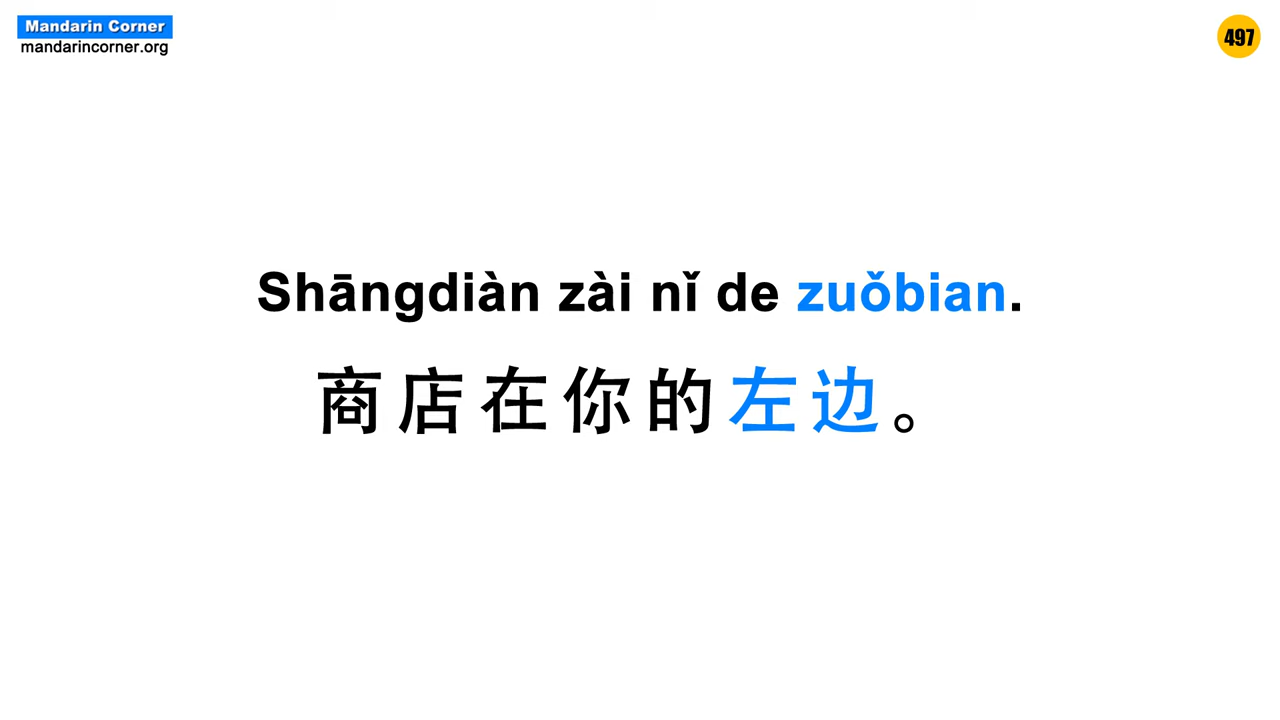 Mandarin Corner
mandarincorner.org
497
Shāngdiàn zài nǐ de zuǒbian.
商店在你的左边。